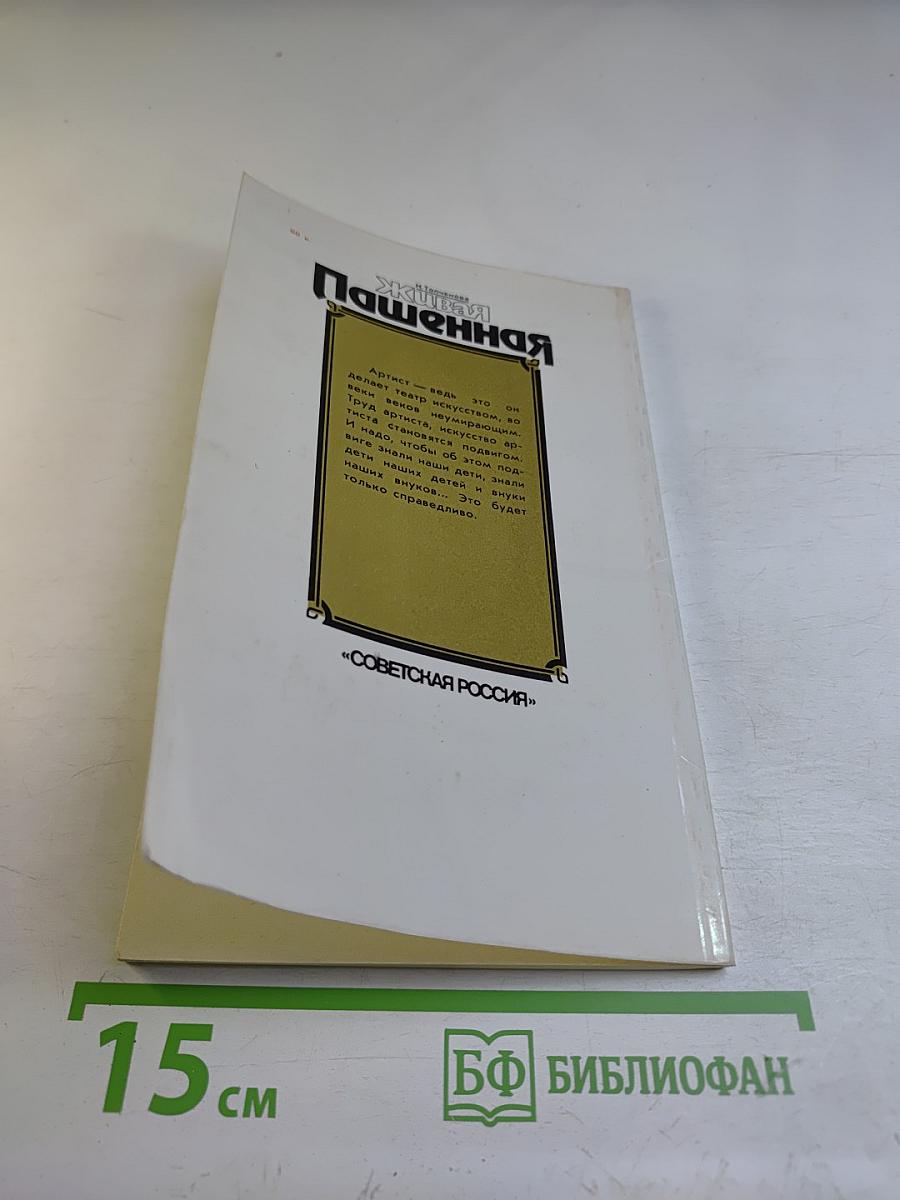 Н. Толченова
живая
Пашенная
Артист — ведь это он
делает театр искусством, во
веки веков неумирающим.
Труд артиста, искусство ар-
тиста становятся подвигом.
И надо, чтобы об этом под-
виге знали наши дети, знали
дети наших детей и внуки
наших внуков... Это будет
только справедливо.
«СОВЕТСКАЯ РОССИЯ»
15 см
БФ БИБЛИОФАН